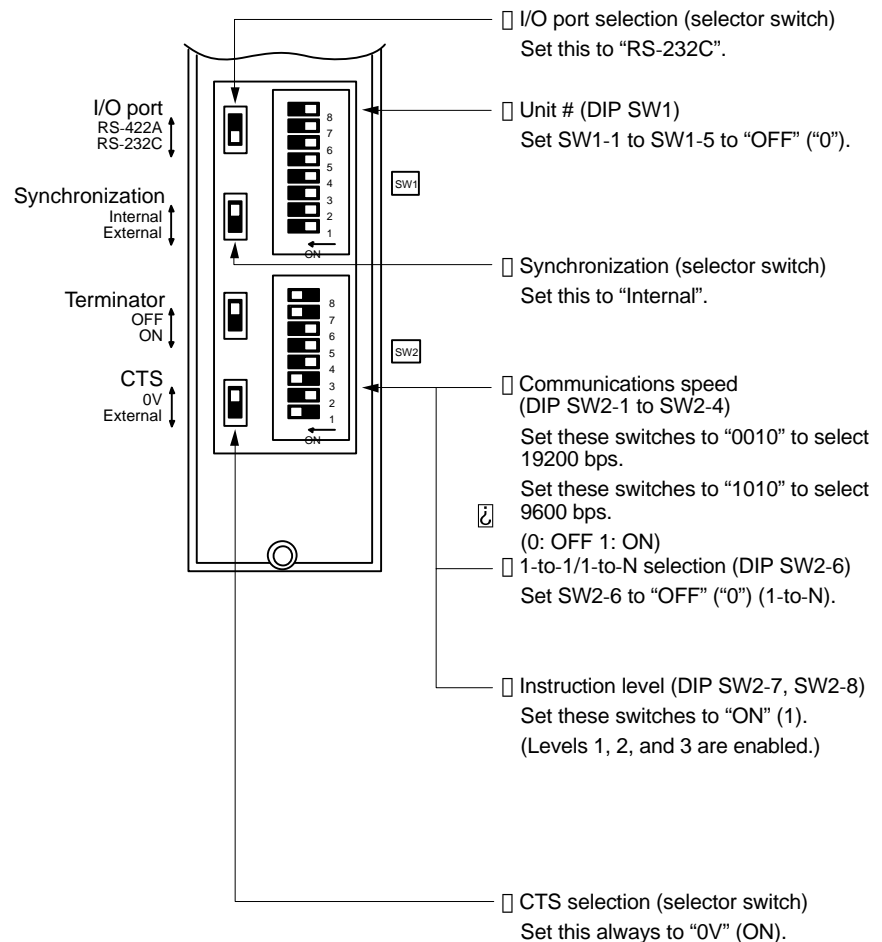 I/O port selection (selector switch)
Set this to “RS-232C”.
I/O port
RS-422A
RS-232C
8
7
6
5
4
3
2
1
ON
SW1
Unit # (DIP SW1)
Set SW1-1 to SW1-5 to “OFF” (“0”).
Synchronization
Internal
External
Synchronization (selector switch)
Set this to “Internal”.
Terminator
OFF
ON
8
7
6
5
4
3
2
1
ON
SW2
CTS
0V
External
Communications speed
(DIP SW2-1 to SW2-4)
Set these switches to “0010” to select
19200 bps.
Set these switches to “1010” to select
¿ 9600 bps.
(0: OFF 1: ON)
1-to-1/1-to-N selection (DIP SW2-6)
Set SW2-6 to “OFF” (“0”) (1-to-N).
Instruction level (DIP SW2-7, SW2-8)
Set these switches to “ON” (1).
(Levels 1, 2, and 3 are enabled.)
CTS selection (selector switch)
Set this always to “0V” (ON).